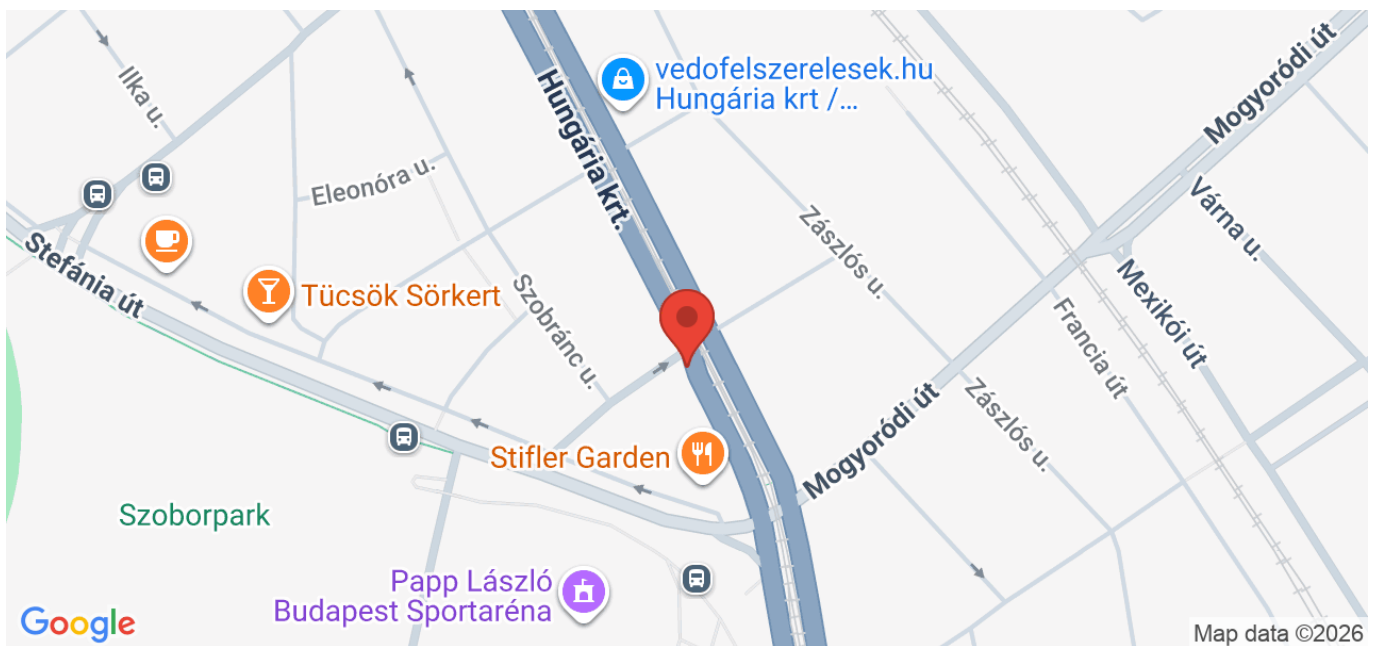 Ilka u.
vedofelszerelesek.hu
Hungária krt /...
Mogyoródi út
Hungária krt.
Eleonóra u.
Várna u.
Zászlós u.
Stefánia út
Tücsök Sörkert
Szobránc u.
Mexikói út
Francia út
Mogyoródi út
Zászlós u.
Stifler Garden
Szoborpark
Papp László
Budapest Sportaréna
Google
Map data ©2026